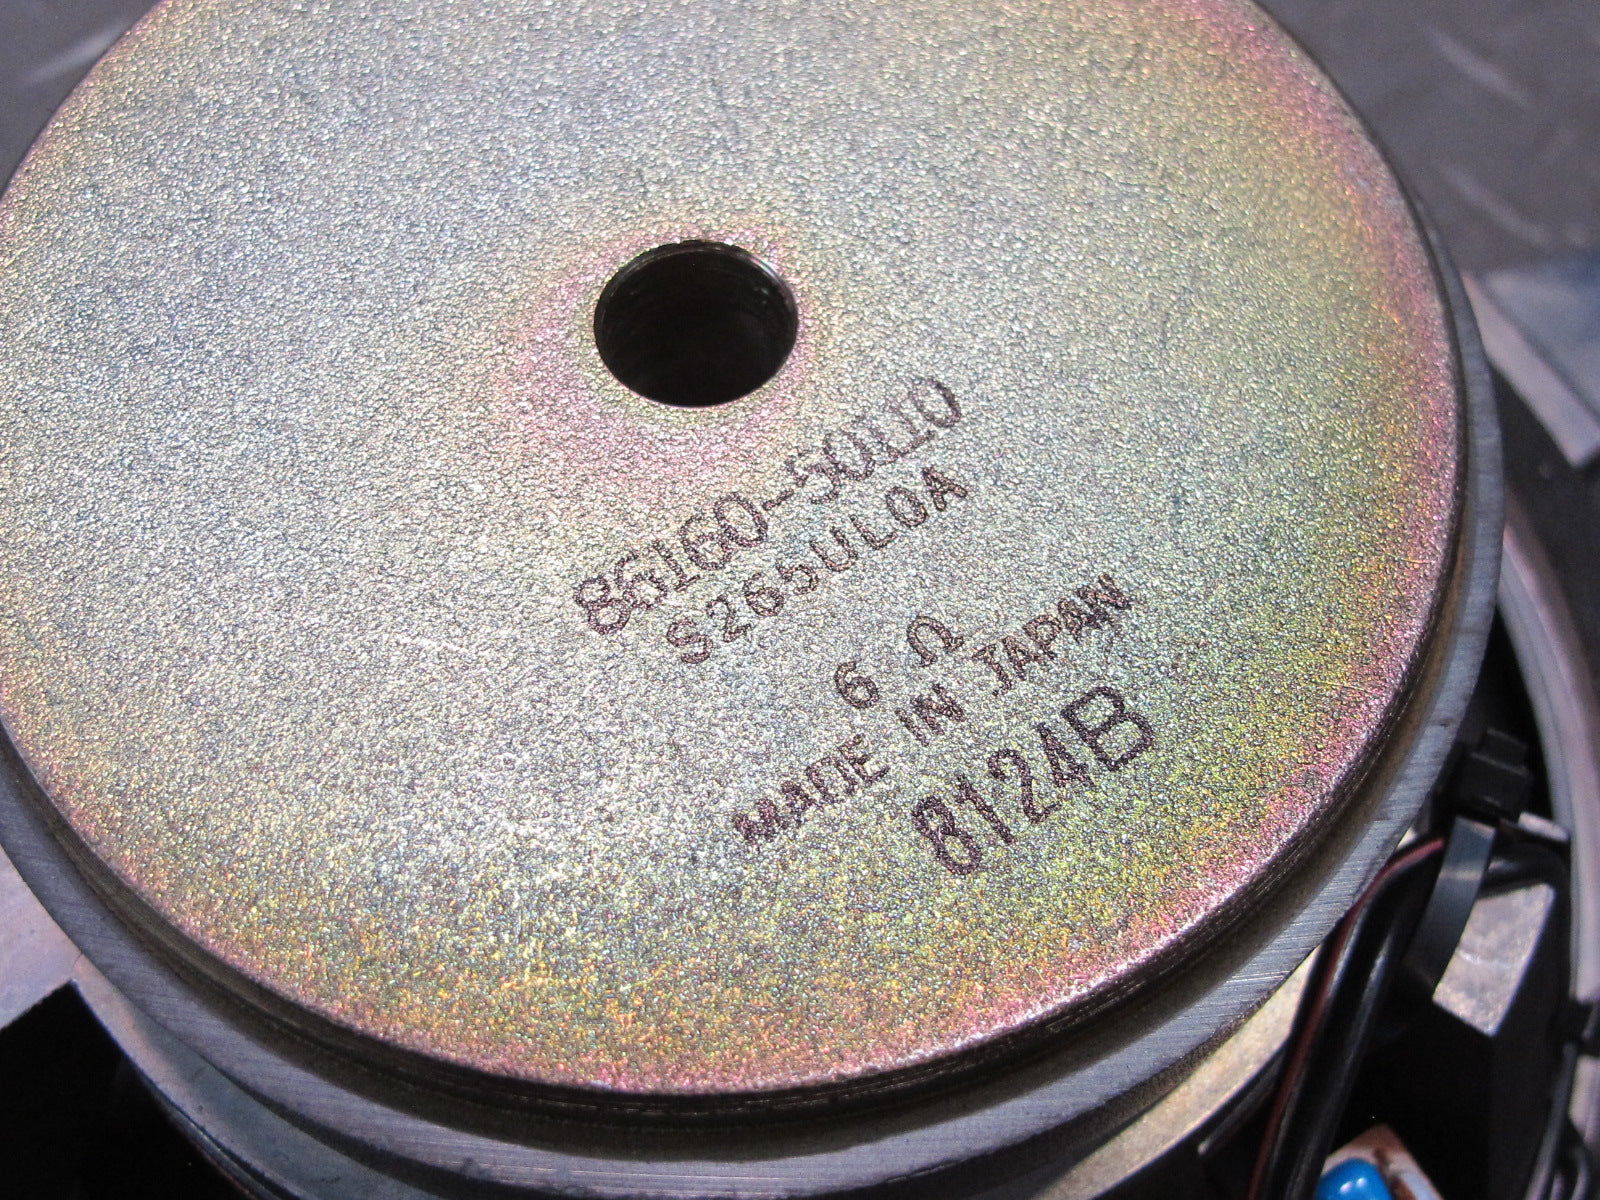 86160-50110
S265UL0A
6 Ω
MADE IN JAPAN
8124B